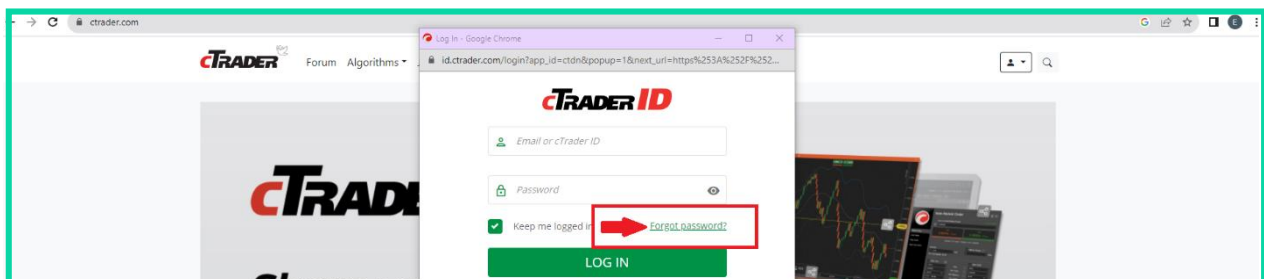 ctrader.com
E
Log In - Google Chrome
cTRADER
Forum Algorithms
id.ctrader.com/login?app_id=ctdn&popup=1&next_url=https%253A%252F%252...
cTRADER ID
Email or cTrader ID
Password
Keep me logged in
Forgot password?
LOG IN